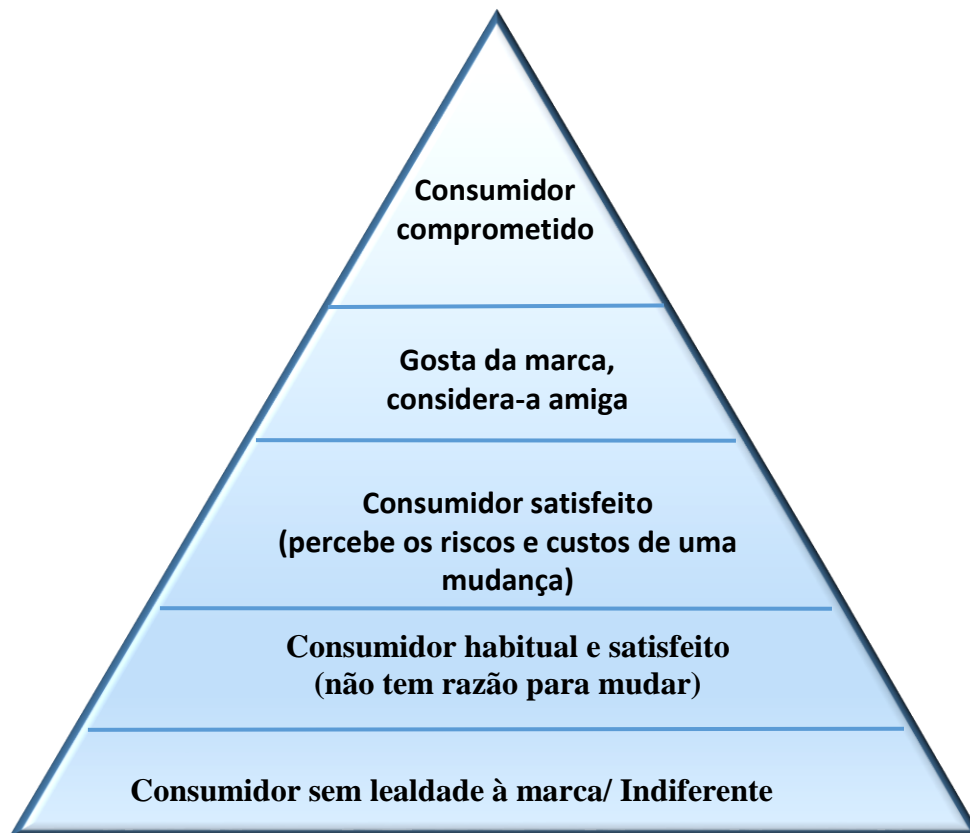 Consumidor
comprometido
Gosta da marca,
considera-a amiga
Consumidor satisfeito
(percebe os riscos e custos de uma
mudança)
Consumidor habitual e satisfeito
(não tem razão para mudar)
Consumidor sem lealdade à marca/ Indiferente